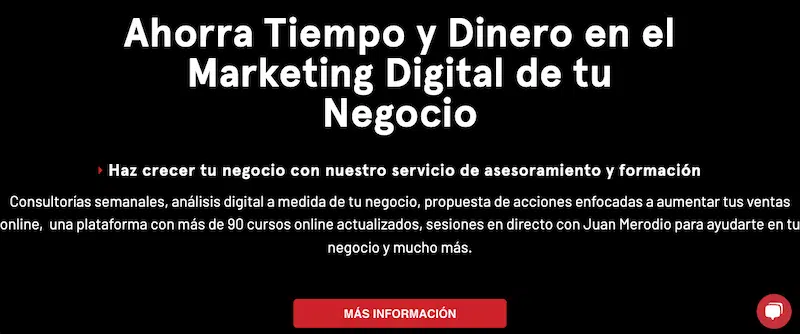 Ahorra Tiempo y Dinero en el
Marketing Digital de tu
Negocio
Haz crecer tu negocio con nuestro servicio de asesoramiento y formación
Consultorías semanales, análisis digital a medida de tu negocio, propuesta de acciones enfocadas a aumentar tus ventas
online, una plataforma con más de 90 cursos online actualizados, sesiones en directo con Juan Merodio para ayudarte en tu
negocio y mucho más.
MÁS INFORMACIÓN